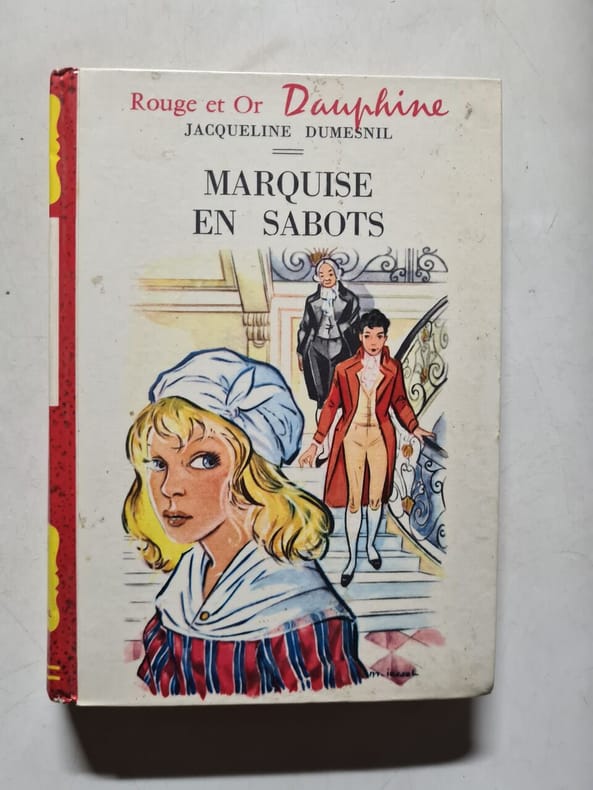 Rouge et Or Dauphine
JACQUELINE DUMESNIL
MARQUISE
EN SABOTS